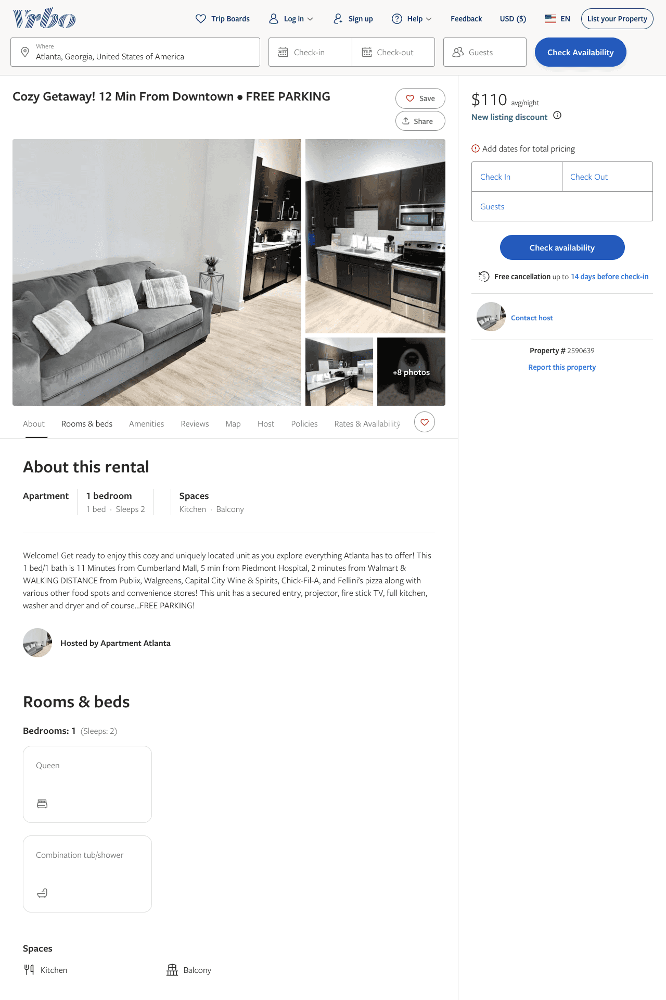 Vrbo
Trip Boards
Log in
Sign up
Help
Feedback
USD ($)
EN
List your Property
Where
Atlanta, Georgia, United States of America
Check-in
Check-out
Guests
Check Availability
Cozy Getaway! 12 Min From Downtown • FREE PARKING
Save
Share
+8 photos
$110 avg/night
New listing discount
Add dates for total pricing
Check In
Check Out
Guests
Check availability
Free cancellation up to 14 days before check-in
Contact host
Property # 2590639
Report this property
About
Rooms & beds
Amenities
Reviews
Map
Host
Policies
Rates & Availability
About this rental
Apartment
1 bedroom
1 bed · Sleeps 2
Spaces
Kitchen · Balcony
Welcome! Get ready to enjoy this cozy and uniquely located unit as you explore everything Atlanta has to offer! This
1 bed/1 bath is 11 Minutes from Cumberland Mall, 5 min from Piedmont Hospital, 2 minutes from Walmart &
WALKING DISTANCE from Publix, Walgreens, Capital City Wine & Spirits, Chick-Fil-A, and Fellini’s pizza along with
various other food spots and convenience stores! This unit has a secured entry, projector, fire stick TV, full kitchen,
washer and dryer and of course...FREE PARKING!
Hosted by Apartment Atlanta
Rooms & beds
Bedrooms: 1 (Sleeps: 2)
Queen
Combination tub/shower
Spaces
Kitchen
Balcony